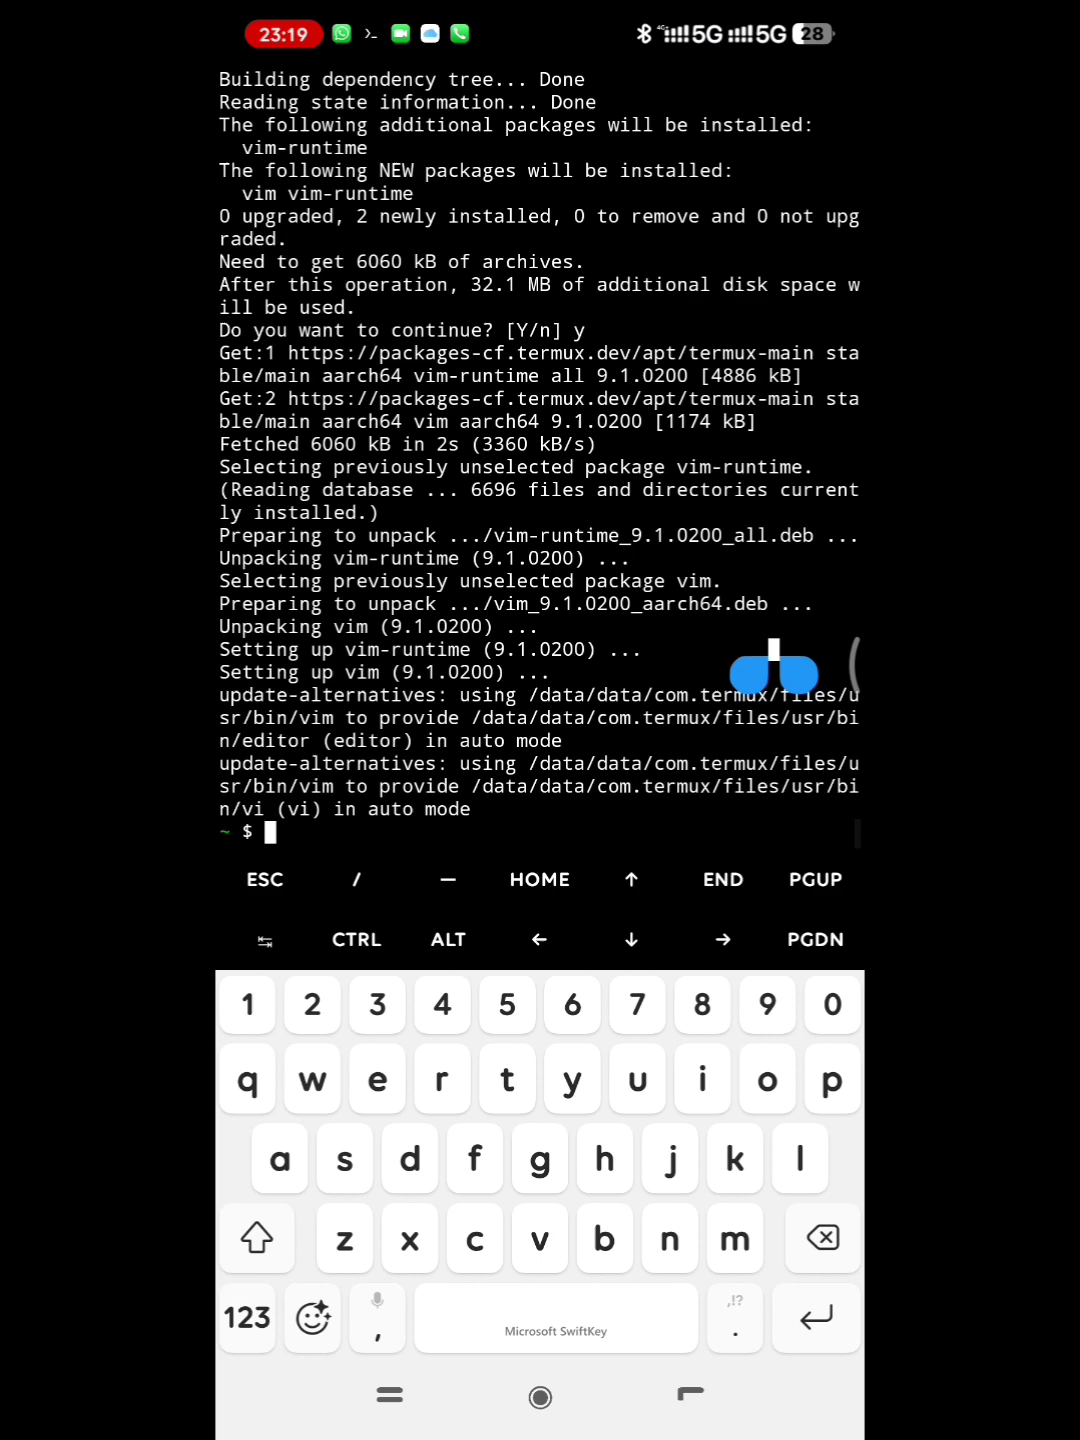 23:19 >_ 4G+ 5G 5G 28
Building dependency tree... Done
Reading state information... Done
The following additional packages will be installed:
vim-runtime
The following NEW packages will be installed:
vim vim-runtime
0 upgraded, 2 newly installed, 0 to remove and 0 not upg
raded.
Need to get 6060 kB of archives.
After this operation, 32.1 MB of additional disk space w
ill be used.
Do you want to continue? [Y/n] y
Get:1 https://packages-cf.termux.dev/apt/termux-main sta
ble/main aarch64 vim-runtime all 9.1.0200 [4886 kB]
Get:2 https://packages-cf.termux.dev/apt/termux-main sta
ble/main aarch64 vim aarch64 9.1.0200 [1174 kB]
Fetched 6060 kB in 2s (3360 kB/s)
Selecting previously unselected package vim-runtime.
(Reading database ... 6696 files and directories current
ly installed.)
Preparing to unpack .../vim-runtime_9.1.0200_all.deb ...
Unpacking vim-runtime (9.1.0200) ...
Selecting previously unselected package vim.
Preparing to unpack .../vim_9.1.0200_aarch64.deb ...
Unpacking vim (9.1.0200) ...
Setting up vim-runtime (9.1.0200) ...
Setting up vim (9.1.0200) ...
update-alternatives: using /data/data/com.termux/files/u
sr/bin/vim to provide /data/data/com.termux/files/usr/bi
n/editor (editor) in auto mode
update-alternatives: using /data/data/com.termux/files/u
sr/bin/vim to provide /data/data/com.termux/files/usr/bi
n/vi (vi) in auto mode
~ $
ESC / — HOME ↑ END PGUP
↹ CTRL ALT ← ↓ → PGDN
1 2 3 4 5 6 7 8 9 0
q w e r t y u i o p
a s d f g h j k l
z x c v b n m
123 , Microsoft SwiftKey ,!? .